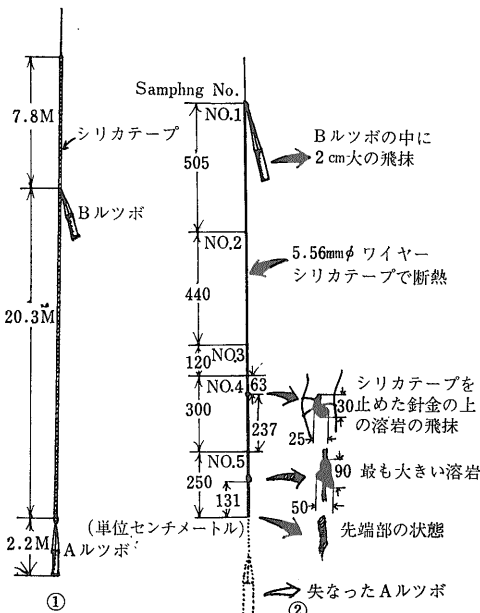 7.8M
シリカテープ
Bルツボ
20.3M
2.2M
Aルツボ
①
Samphng No.
NO.1
Bルツボの中に
2cm大の飛抹
505
NO.2
5.56mmφ ワイヤー
シリカテープで断熱
440
NO.3
120
63
NO.4
シリカテープを
止めた針金の上
の溶岩の飛抹
30
25
300
237
NO.5
250
131
90
最も大きい溶岩
50
(単位センチメートル)
先端部の状態
失なったAルツボ
②